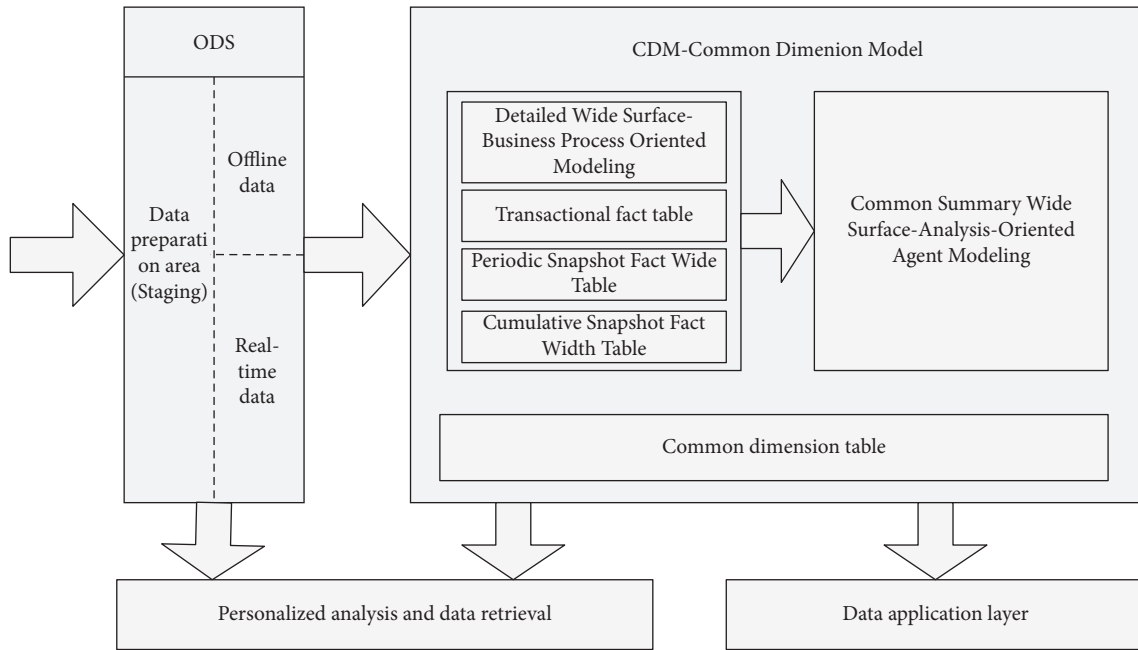 ODS
Data
preparati
on area
(Staging)
Offline
data
Real-
time
data
CDM-Common Dimenion Model
Detailed Wide Surface-
Business Process Oriented
Modeling
Transactional fact table
Periodic Snapshot Fact Wide
Table
Cumulative Snapshot Fact
Width Table
Common Summary Wide
Surface-Analysis-Oriented
Agent Modeling
Common dimension table
Personalized analysis and data retrieval
Data application layer